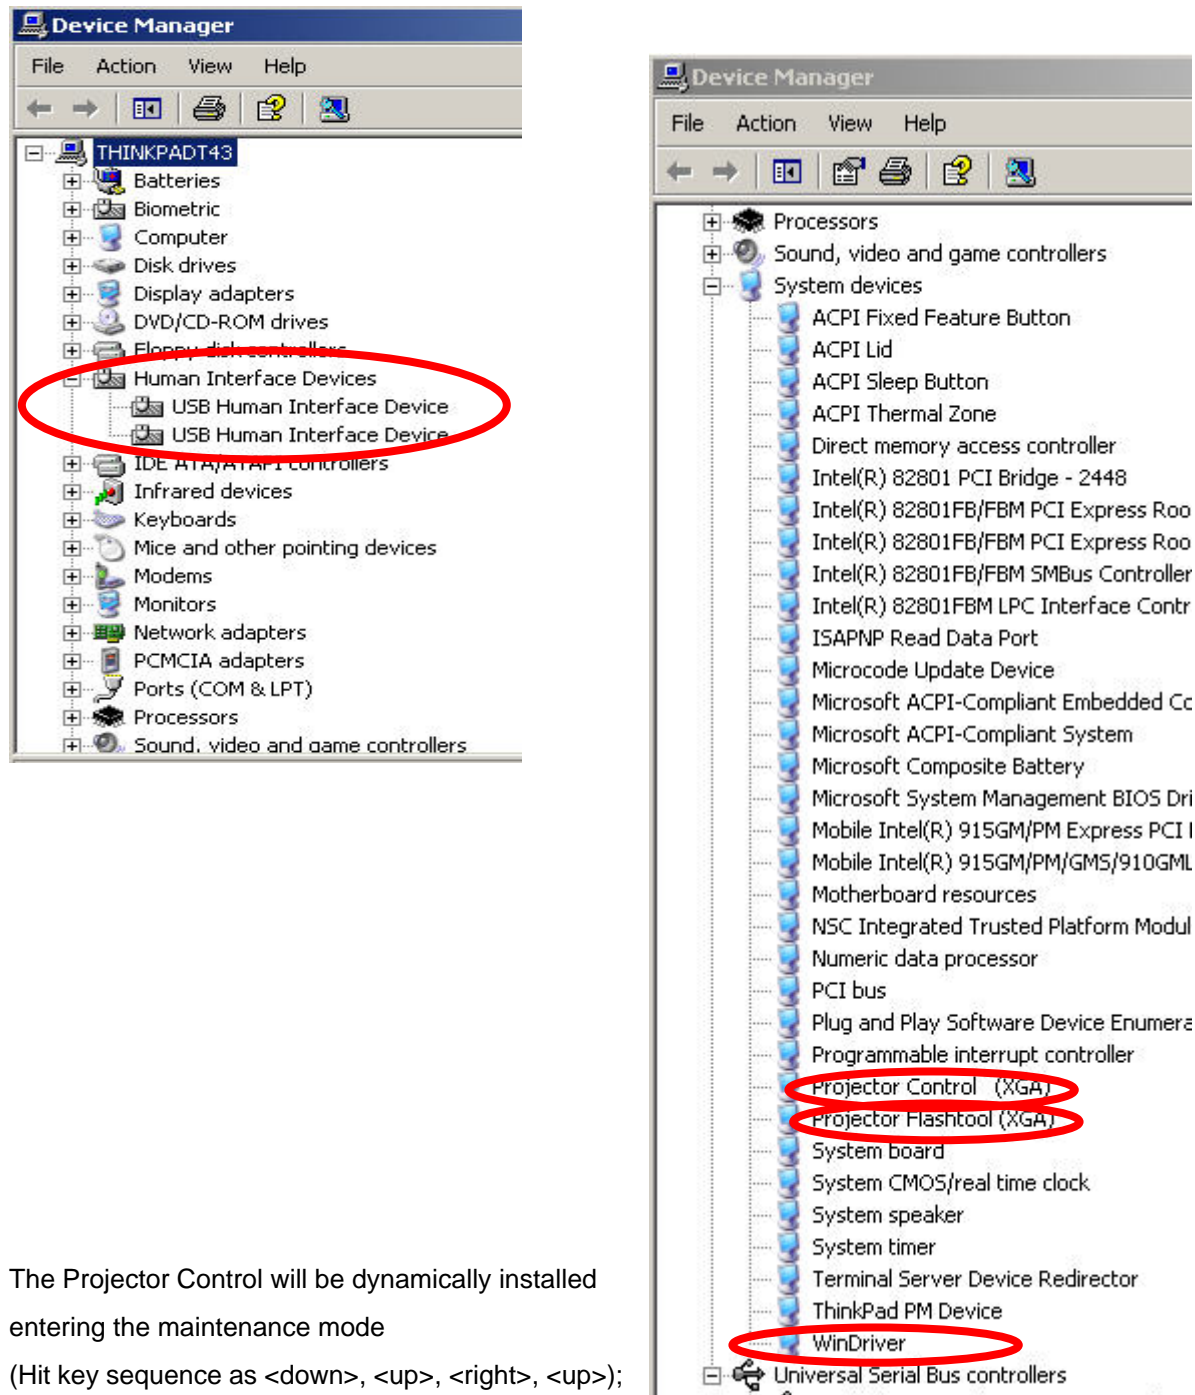 Device Manager
File Action View Help
THINKPADT43
Batteries
Biometric
Computer
Disk drives
Display adapters
DVD/CD-ROM drives
Floppy disk controllers
Human Interface Devices
USB Human Interface Device
USB Human Interface Device
IDE ATA/ATAPI controllers
Infrared devices
Keyboards
Mice and other pointing devices
Modems
Monitors
Network adapters
PCMCIA adapters
Ports (COM & LPT)
Processors
Sound, video and game controllers
Device Manager
File Action View Help
Processors
Sound, video and game controllers
System devices
ACPI Fixed Feature Button
ACPI Lid
ACPI Sleep Button
ACPI Thermal Zone
Direct memory access controller
Intel(R) 82801 PCI Bridge - 2448
Intel(R) 82801FB/FBM PCI Express Roo
Intel(R) 82801FB/FBM PCI Express Roo
Intel(R) 82801FB/FBM SMBus Controller
Intel(R) 82801FBM LPC Interface Contr
ISAPNP Read Data Port
Microcode Update Device
Microsoft ACPI-Compliant Embedded Co
Microsoft ACPI-Compliant System
Microsoft Composite Battery
Microsoft System Management BIOS Dri
Mobile Intel(R) 915GM/PM Express PCI
Mobile Intel(R) 915GM/PM/GMS/910GML
Motherboard resources
NSC Integrated Trusted Platform Modul
Numeric data processor
PCI bus
Plug and Play Software Device Enumera
Programmable interrupt controller
Projector Control (XGA)
Projector Flashtool (XGA)
System board
System CMOS/real time clock
System speaker
System timer
Terminal Server Device Redirector
ThinkPad PM Device
WinDriver
Universal Serial Bus controllers
The Projector Control will be dynamically installed
entering the maintenance mode
(Hit key sequence as <down>, <up>, <right>, <up>);